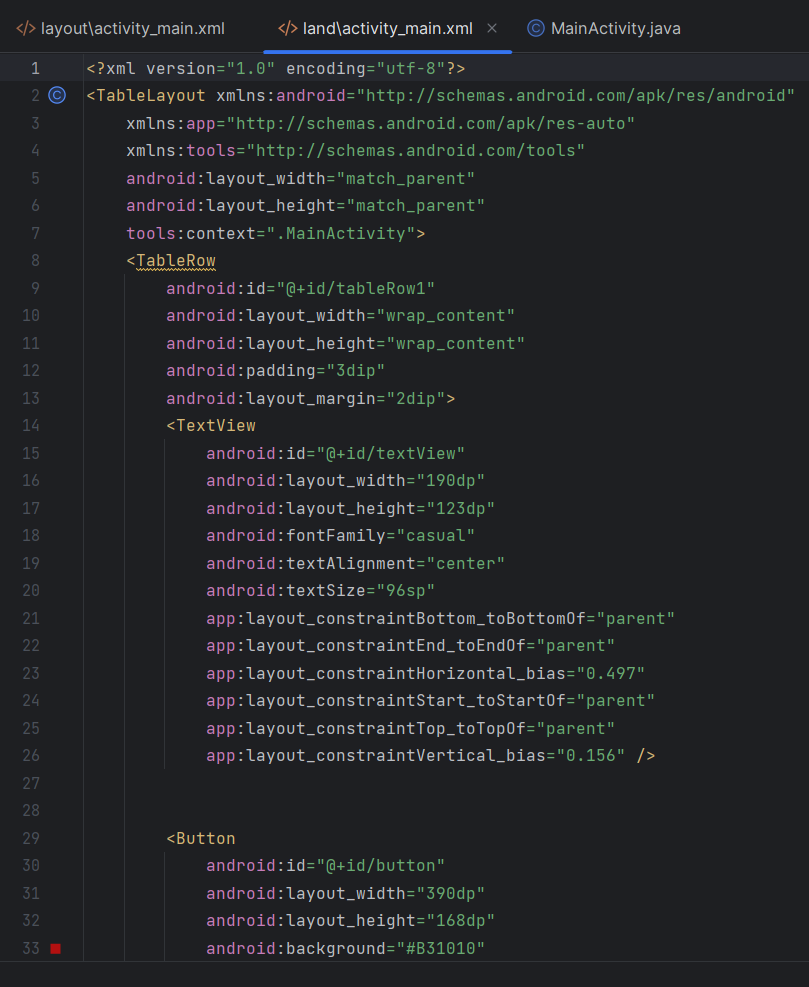 </> layout\activity_main.xml </> land\activity_main.xml × C MainActivity.java
1 <?xml version="1.0" encoding="utf-8"?>
2 C <TableLayout xmlns:android="http://schemas.android.com/apk/res/android"
3 xmlns:app="http://schemas.android.com/apk/res-auto"
4 xmlns:tools="http://schemas.android.com/tools"
5 android:layout_width="match_parent"
6 android:layout_height="match_parent"
7 tools:context=".MainActivity">
8 <TableRow
9 android:id="@+id/tableRow1"
10 android:layout_width="wrap_content"
11 android:layout_height="wrap_content"
12 android:padding="3dip"
13 android:layout_margin="2dip">
14 <TextView
15 android:id="@+id/textView"
16 android:layout_width="190dp"
17 android:layout_height="123dp"
18 android:fontFamily="casual"
19 android:textAlignment="center"
20 android:textSize="96sp"
21 app:layout_constraintBottom_toBottomOf="parent"
22 app:layout_constraintEnd_toEndOf="parent"
23 app:layout_constraintHorizontal_bias="0.497"
24 app:layout_constraintStart_toStartOf="parent"
25 app:layout_constraintTop_toTopOf="parent"
26 app:layout_constraintVertical_bias="0.156" />
27
28
29 <Button
30 android:id="@+id/button"
31 android:layout_width="390dp"
32 android:layout_height="168dp"
33 android:background="#B31010"